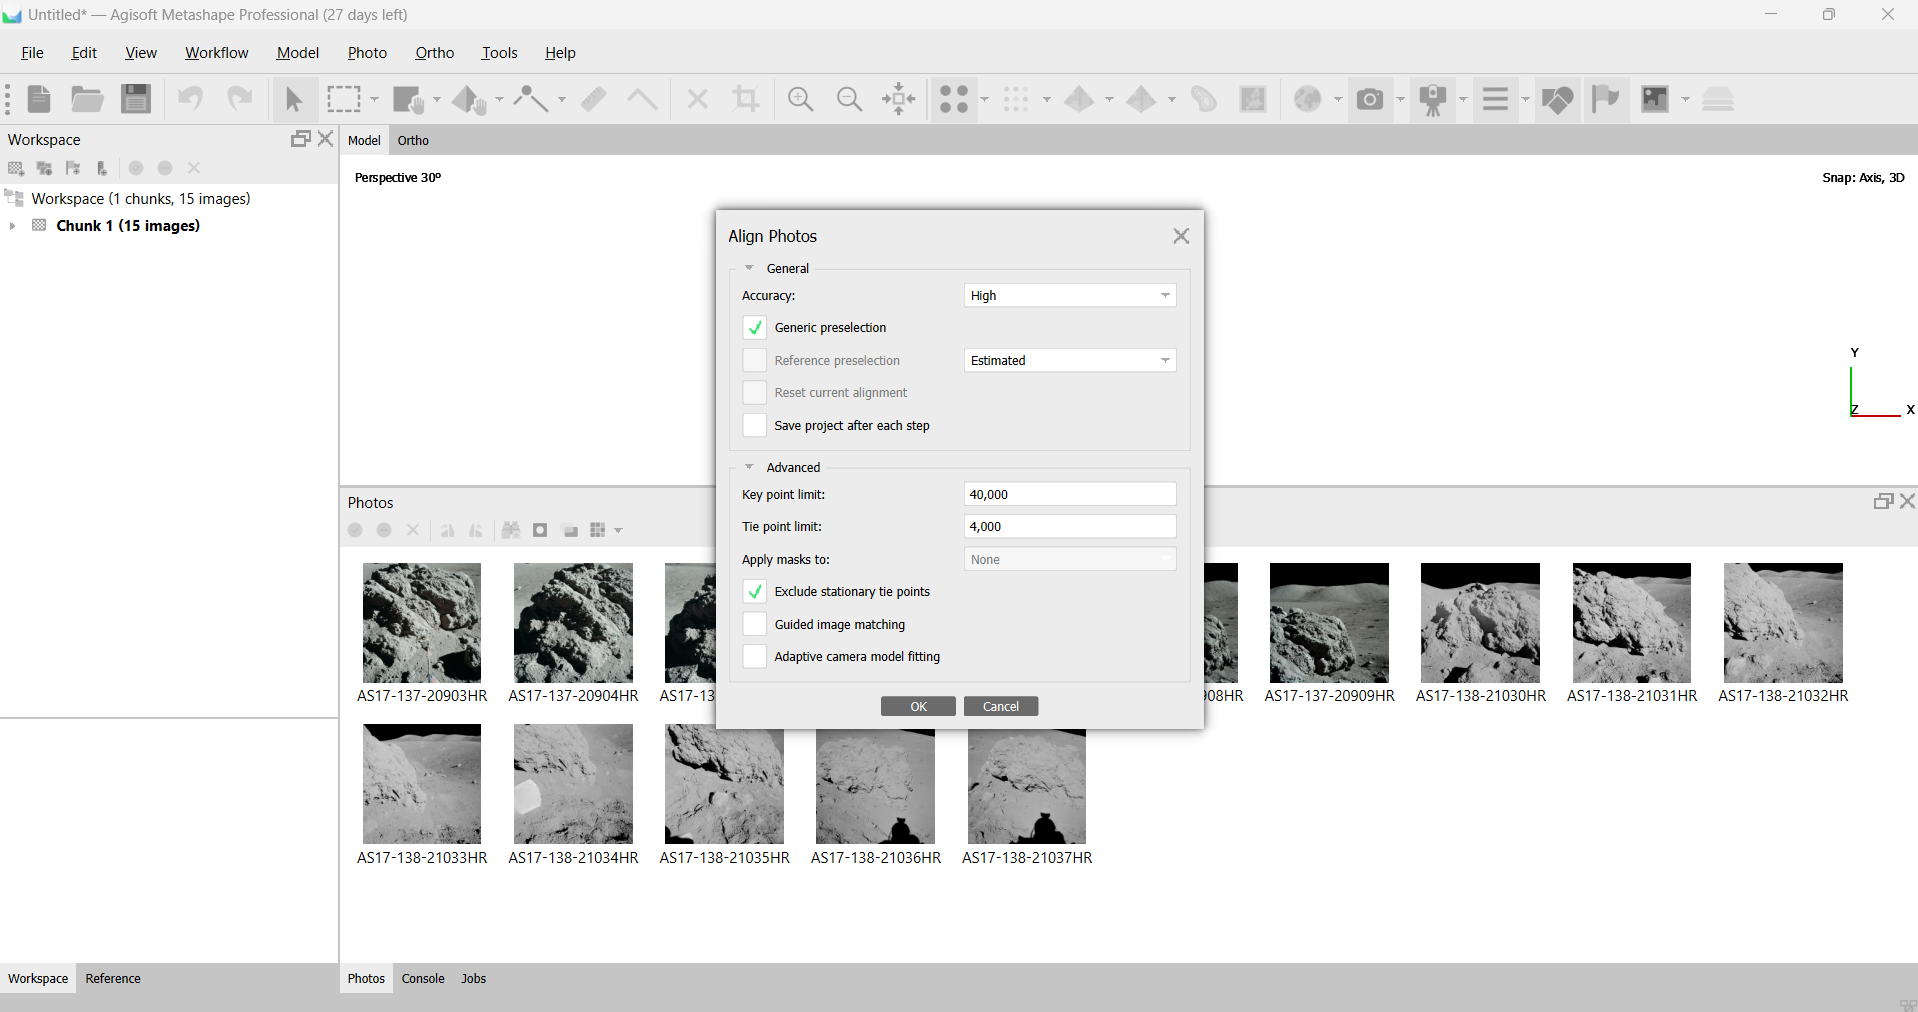 Untitled* — Agisoft Metashape Professional (27 days left)
File Edit View Workflow Model Photo Ortho Tools Help
Workspace
Workspace (1 chunks, 15 images)
Chunk 1 (15 images)
Model Ortho
Perspective 30°
Snap: Axis, 3D
Y
Z X
Align Photos
General
Accuracy: High
Generic preselection
Reference preselection Estimated
Reset current alignment
Save project after each step
Advanced
Key point limit: 40,000
Tie point limit: 4,000
Apply masks to: None
Exclude stationary tie points
Guided image matching
Adaptive camera model fitting
OK Cancel
Photos
AS17-137-20903HR AS17-137-20904HR AS17-13 08HR AS17-137-20909HR AS17-138-21030HR AS17-138-21031HR AS17-138-21032HR
AS17-138-21033HR AS17-138-21034HR AS17-138-21035HR AS17-138-21036HR AS17-138-21037HR
Workspace Reference
Photos Console Jobs